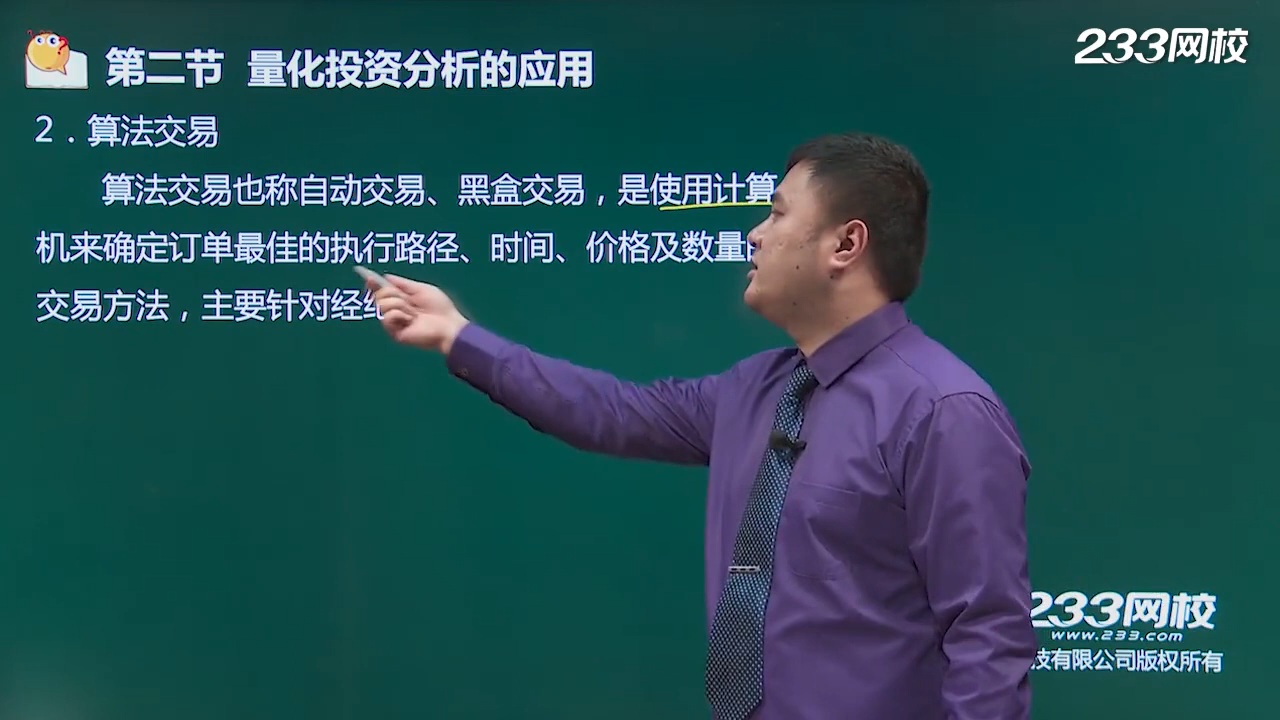 233网校
第二节 量化投资分析的应用
2．算法交易
算法交易也称自动交易、黑盒交易，是使用计算
机来确定订单最佳的执行路径、时间、价格及数量
交易方法，主要针对经
233网校
www.233.com
技有限公司版权所有